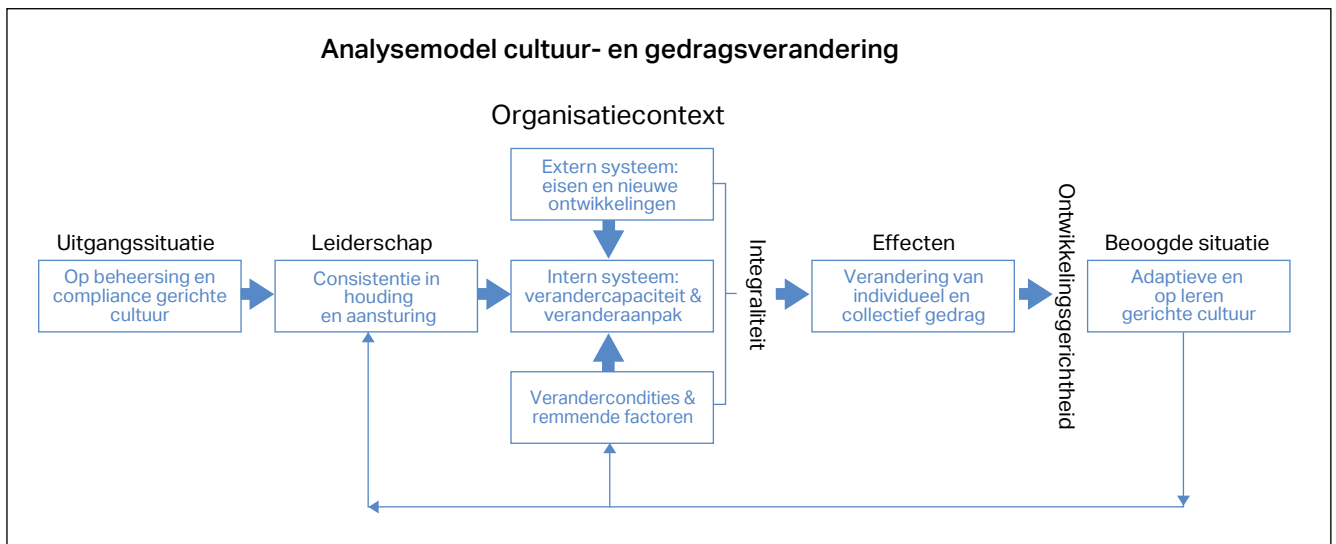 Analysemodel cultuur- en gedragsverandering
Organisatiecontext
Extern systeem:
eisen en nieuwe
ontwikkelingen
Uitgangssituatie
Op beheersing en
compliance gerichte
cultuur
Leiderschap
Consistentie in
houding
en aansturing
Intern systeem:
verandercapaciteit &
veranderaanpak
Verandercondities &
remmende factoren
Integraliteit
Effecten
Verandering van
individueel en
collectief gedrag
Ontwikkelingsgerichtheid
Beoogde situatie
Adaptieve en
op leren
gerichte cultuur